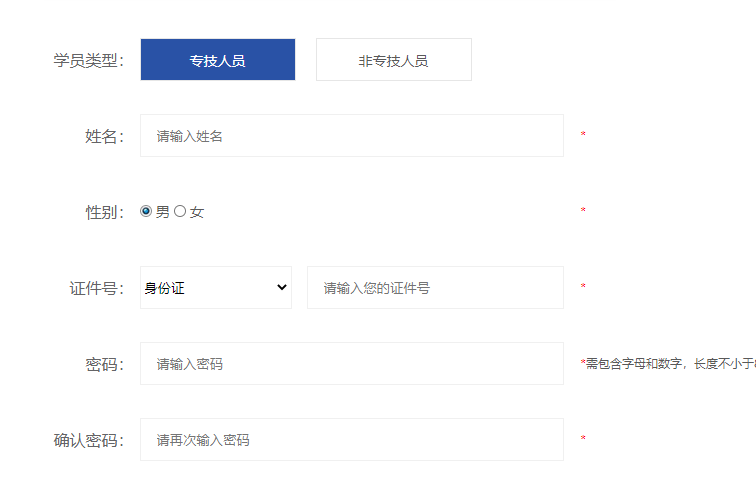 学员类型： 专技人员 非专技人员
姓名： 请输入姓名 *
性别： 男 女 *
证件号： 身份证 请输入您的证件号 *
密码： 请输入密码 *需包含字母和数字，长度不小于
确认密码： 请再次输入密码 *